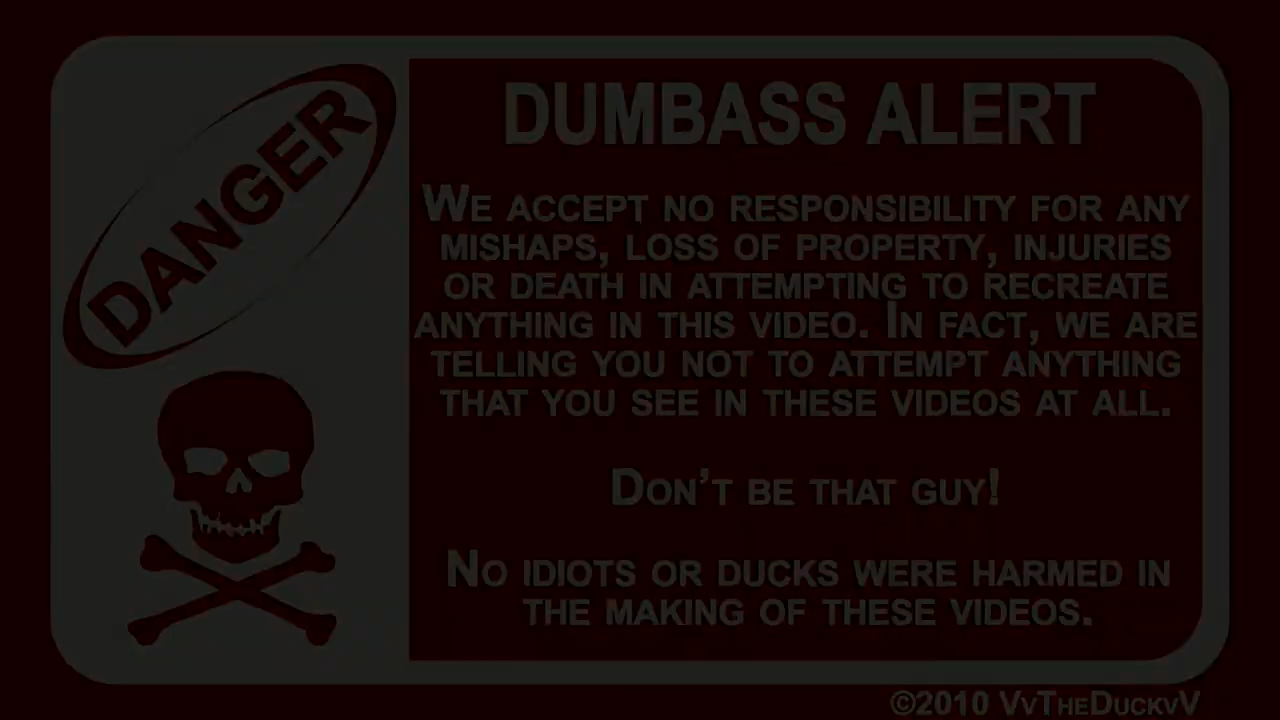 DANGER
DUMBASS ALERT
WE ACCEPT NO RESPONSIBILITY FOR ANY
MISHAPS, LOSS OF PROPERTY, INJURIES
OR DEATH IN ATTEMPTING TO RECREATE
ANYTHING IN THIS VIDEO. IN FACT, WE ARE
TELLING YOU NOT TO ATTEMPT ANYTHING
THAT YOU SEE IN THESE VIDEOS AT ALL.
DON'T BE THAT GUY!
NO IDIOTS OR DUCKS WERE HARMED IN
THE MAKING OF THESE VIDEOS.
©2010 VVTHEDUCKVV